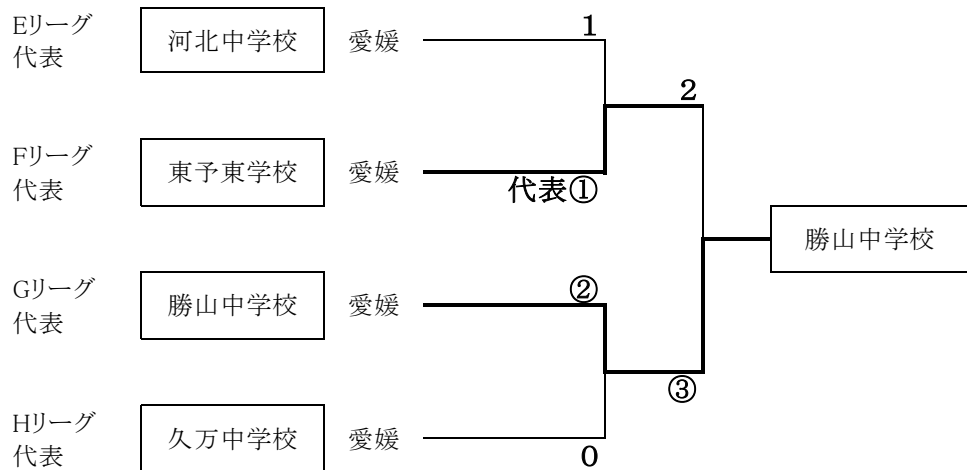 Eリーグ
代表
河北中学校
愛媛
1
2
Fリーグ
代表
東予東学校
愛媛
代表①
勝山中学校
Gリーグ
代表
勝山中学校
愛媛
②
③
Hリーグ
代表
久万中学校
愛媛
0